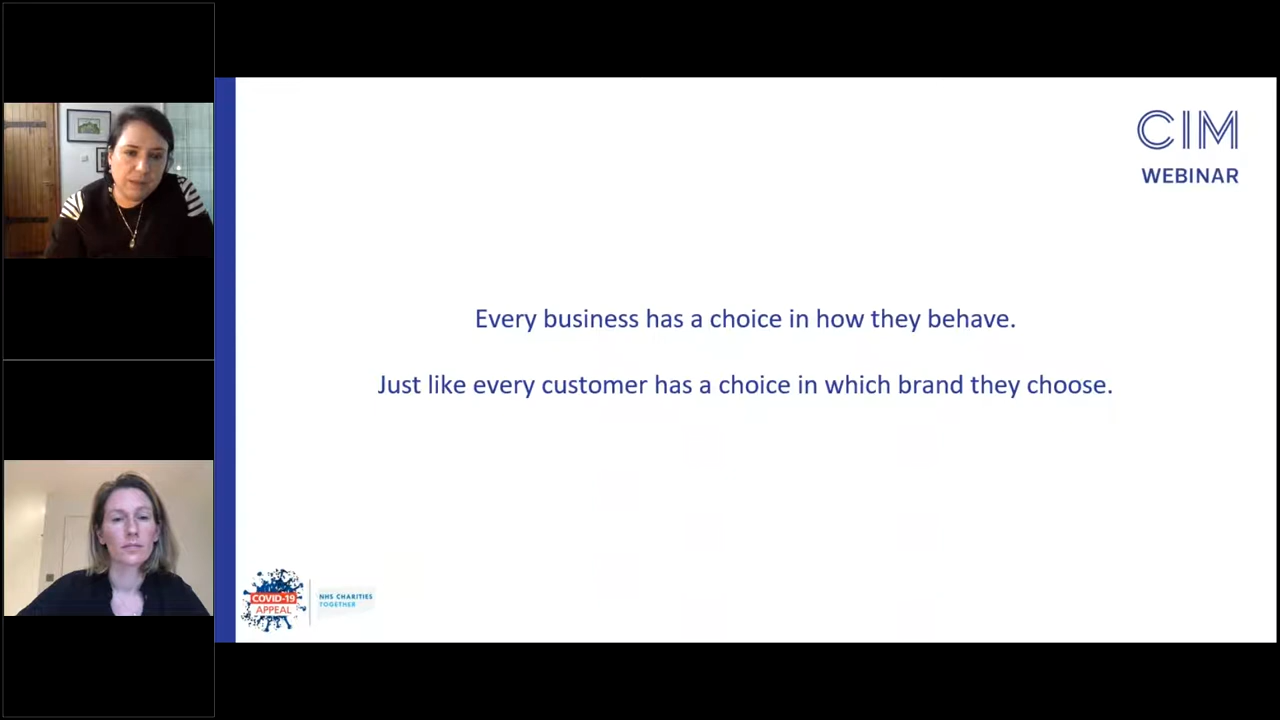 CIM
WEBINAR
Every business has a choice in how they behave.
Just like every customer has a choice in which brand they choose.
COVID-19
APPEAL
NHS CHARITIES
TOGETHER